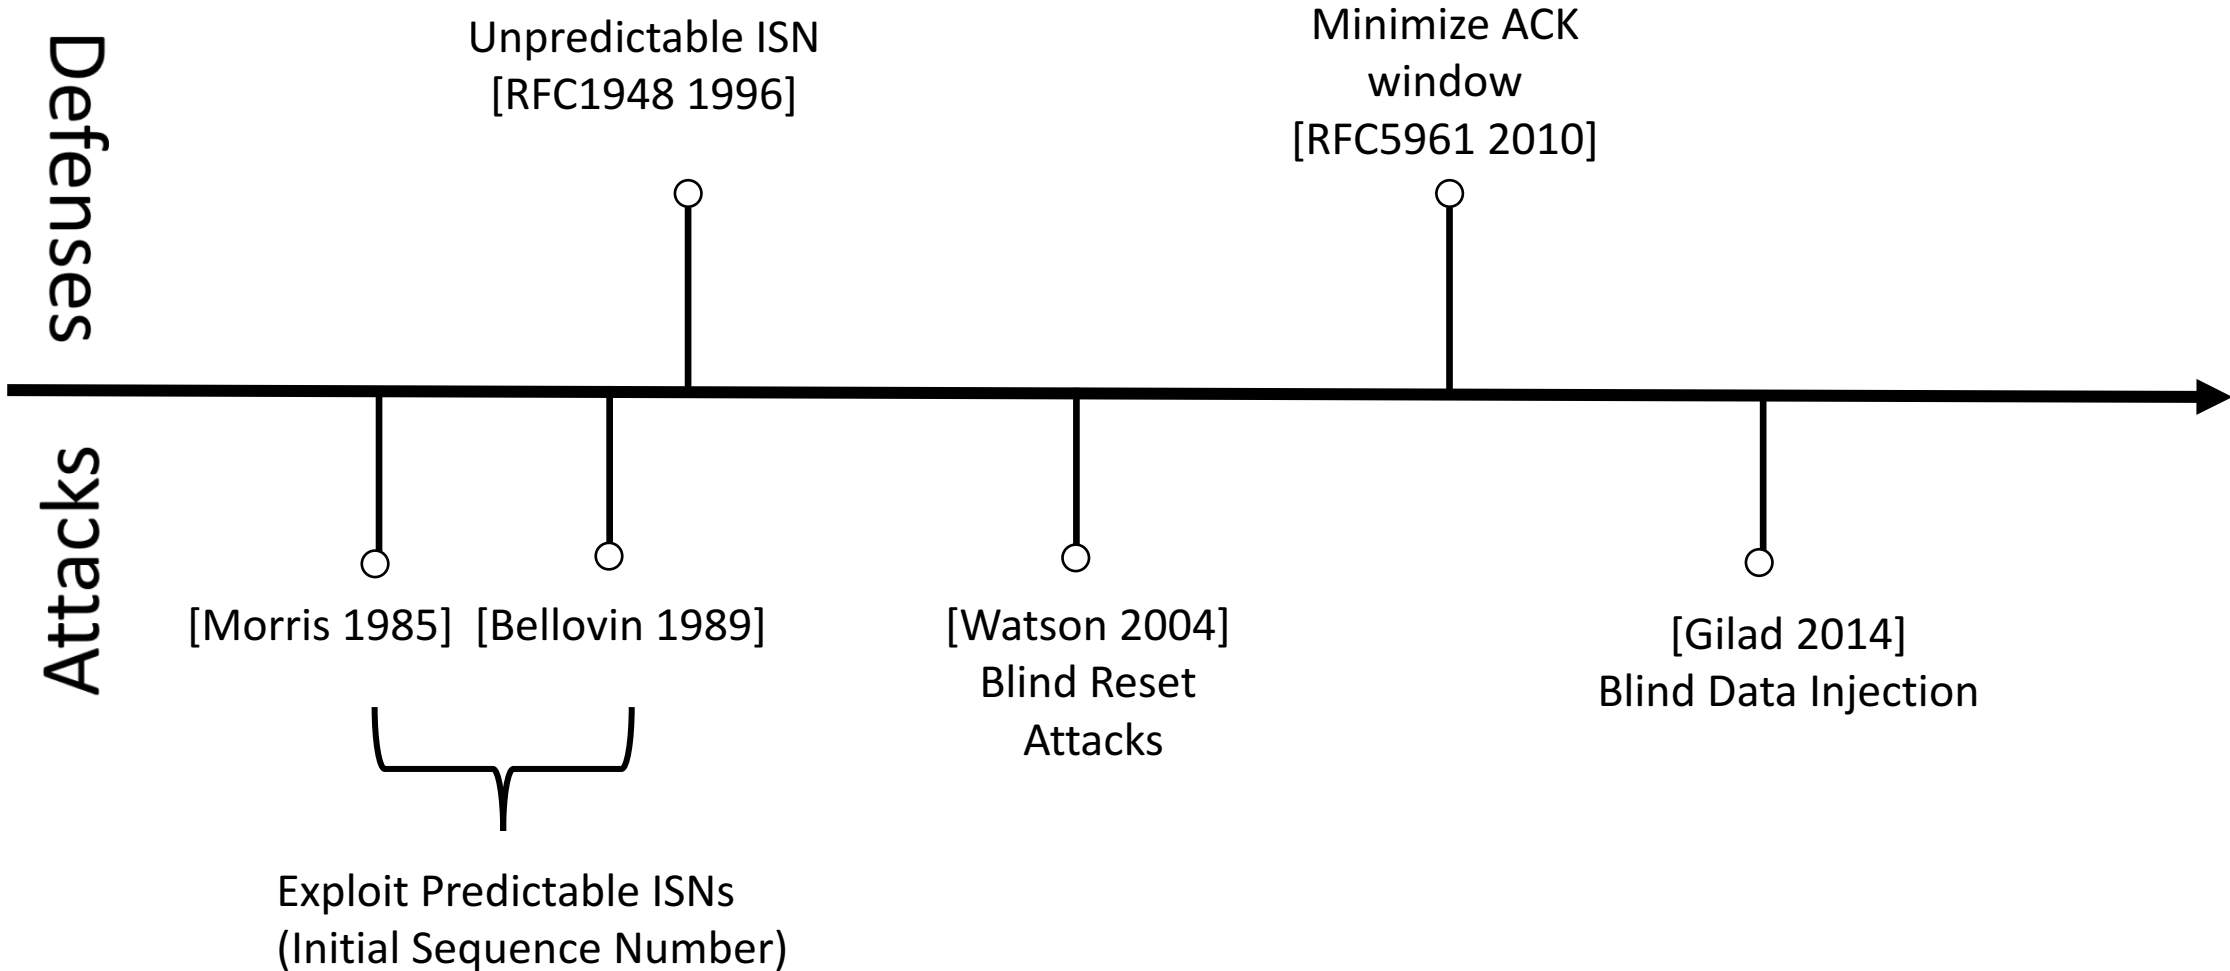 Defenses
Unpredictable ISN
[RFC1948 1996]
Minimize ACK
window
[RFC5961 2010]
Attacks
[Morris 1985]
[Bellovin 1989]
[Watson 2004]
Blind Reset
Attacks
[Gilad 2014]
Blind Data Injection
Exploit Predictable ISNs
(Initial Sequence Number)